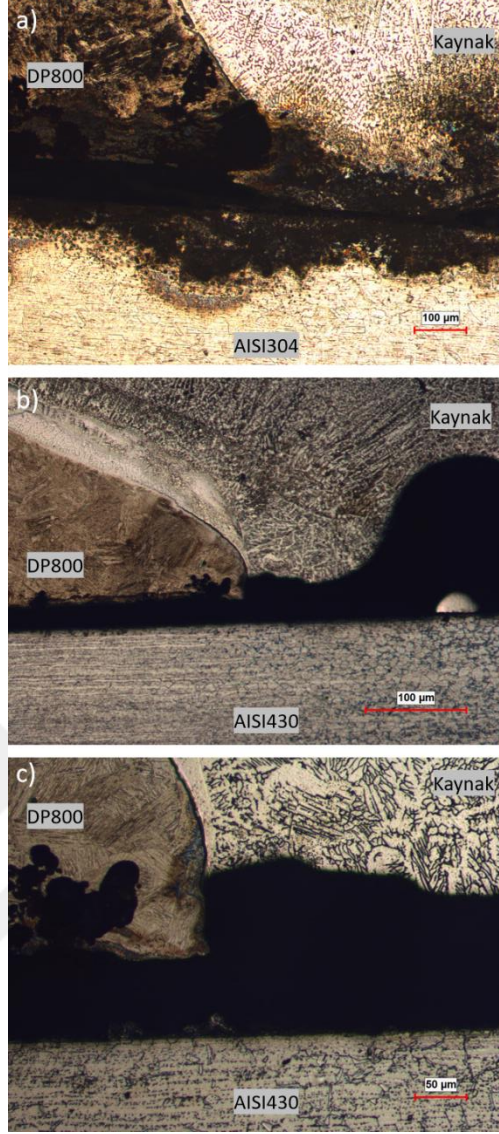 a)
Kaynak
DP800
100 µm
AISI304
b)
Kaynak
DP800
100 µm
AISI430
c)
Kaynak
DP800
50 µm
AISI430